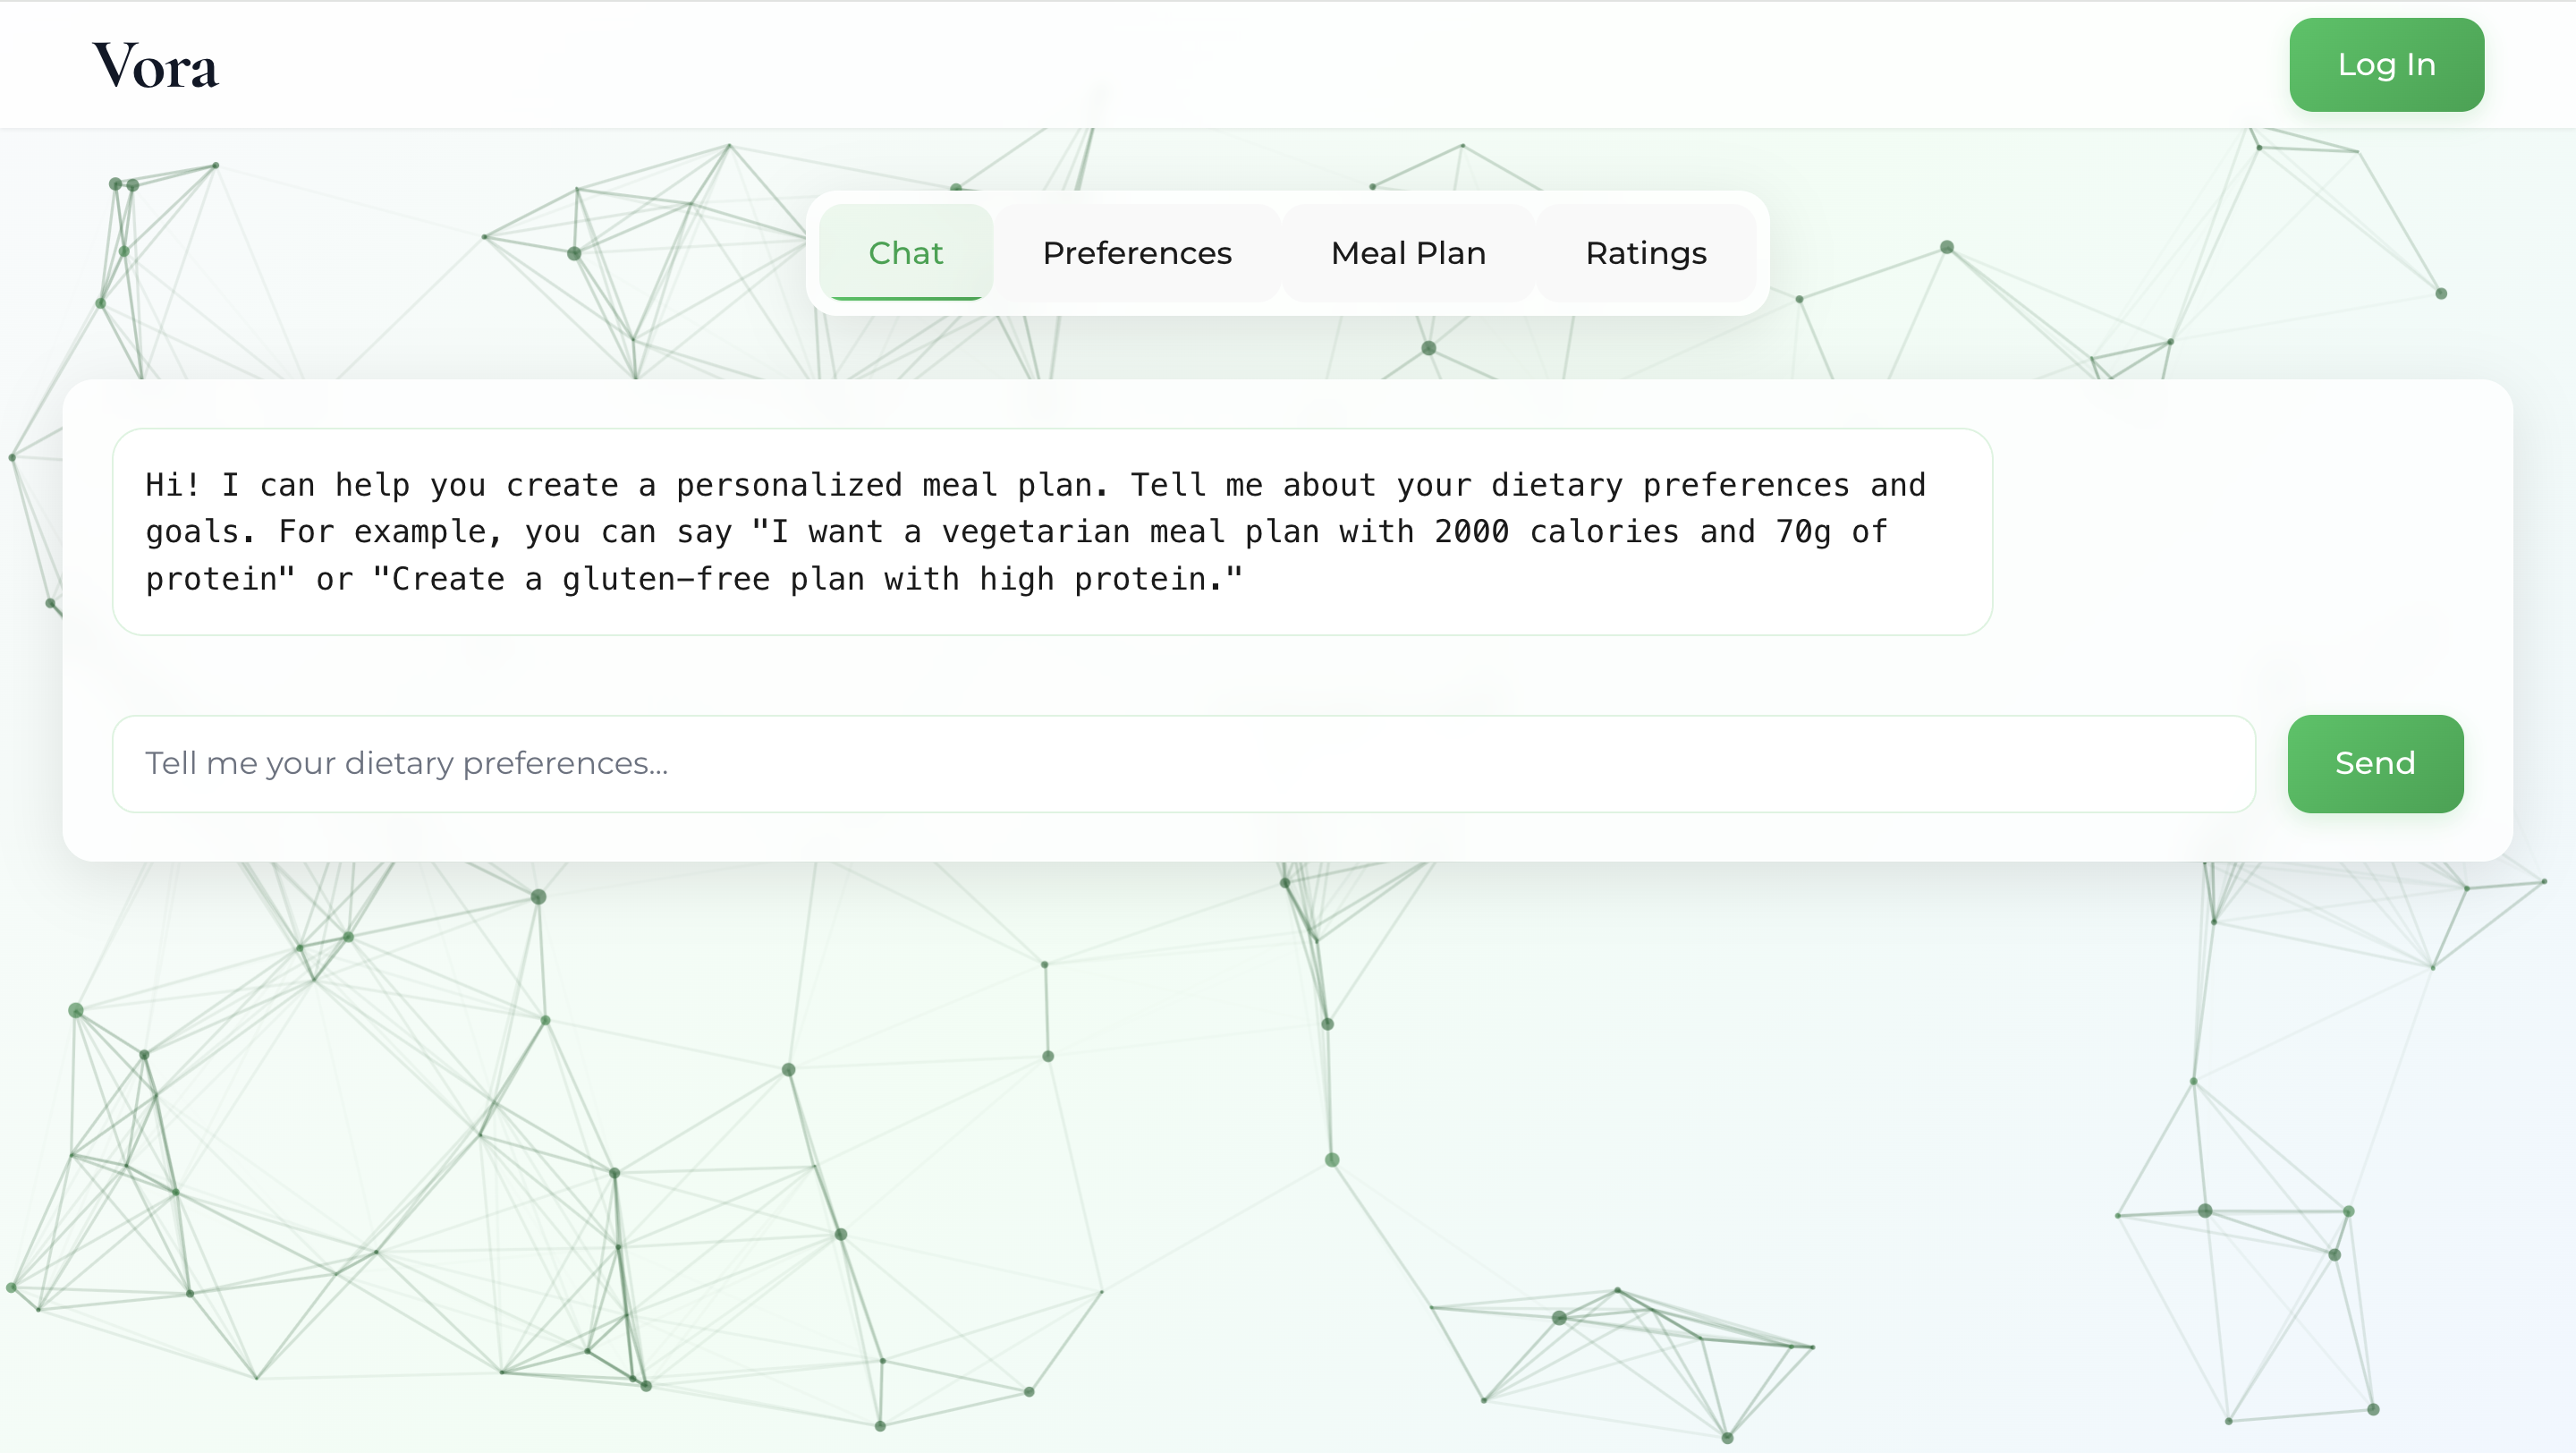 Vora
Log In
Chat
Preferences
Meal Plan
Ratings
Hi! I can help you create a personalized meal plan. Tell me about your dietary preferences and
goals. For example, you can say "I want a vegetarian meal plan with 2000 calories and 70g of
protein" or "Create a gluten-free plan with high protein."
Tell me your dietary preferences...
Send